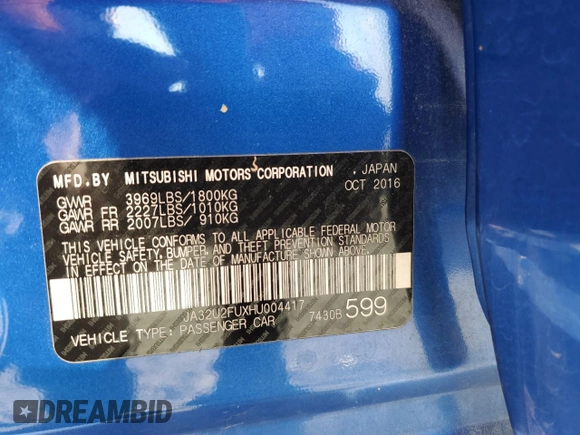 MFD.BY MITSUBISHI MOTORS CORPORATION . JAPAN
GVWR 3969LBS/1800KG OCT 2016
GAWR FR 2227LBS/1010KG
GAWR RR 2007LBS/ 910KG
THIS VEHICLE CONFORMS TO ALL APPLICABLE FEDERAL MOTOR
VEHICLE SAFETY, BUMPER, AND THEFT PREVENTION STANDARDS
IN EFFECT ON THE DATE OF MANUFACTURE SHOWN ABOVE.
JA32U2FUXHU004417 7430B 599
VEHICLE TYPE: PASSENGER CAR
DREAMBID